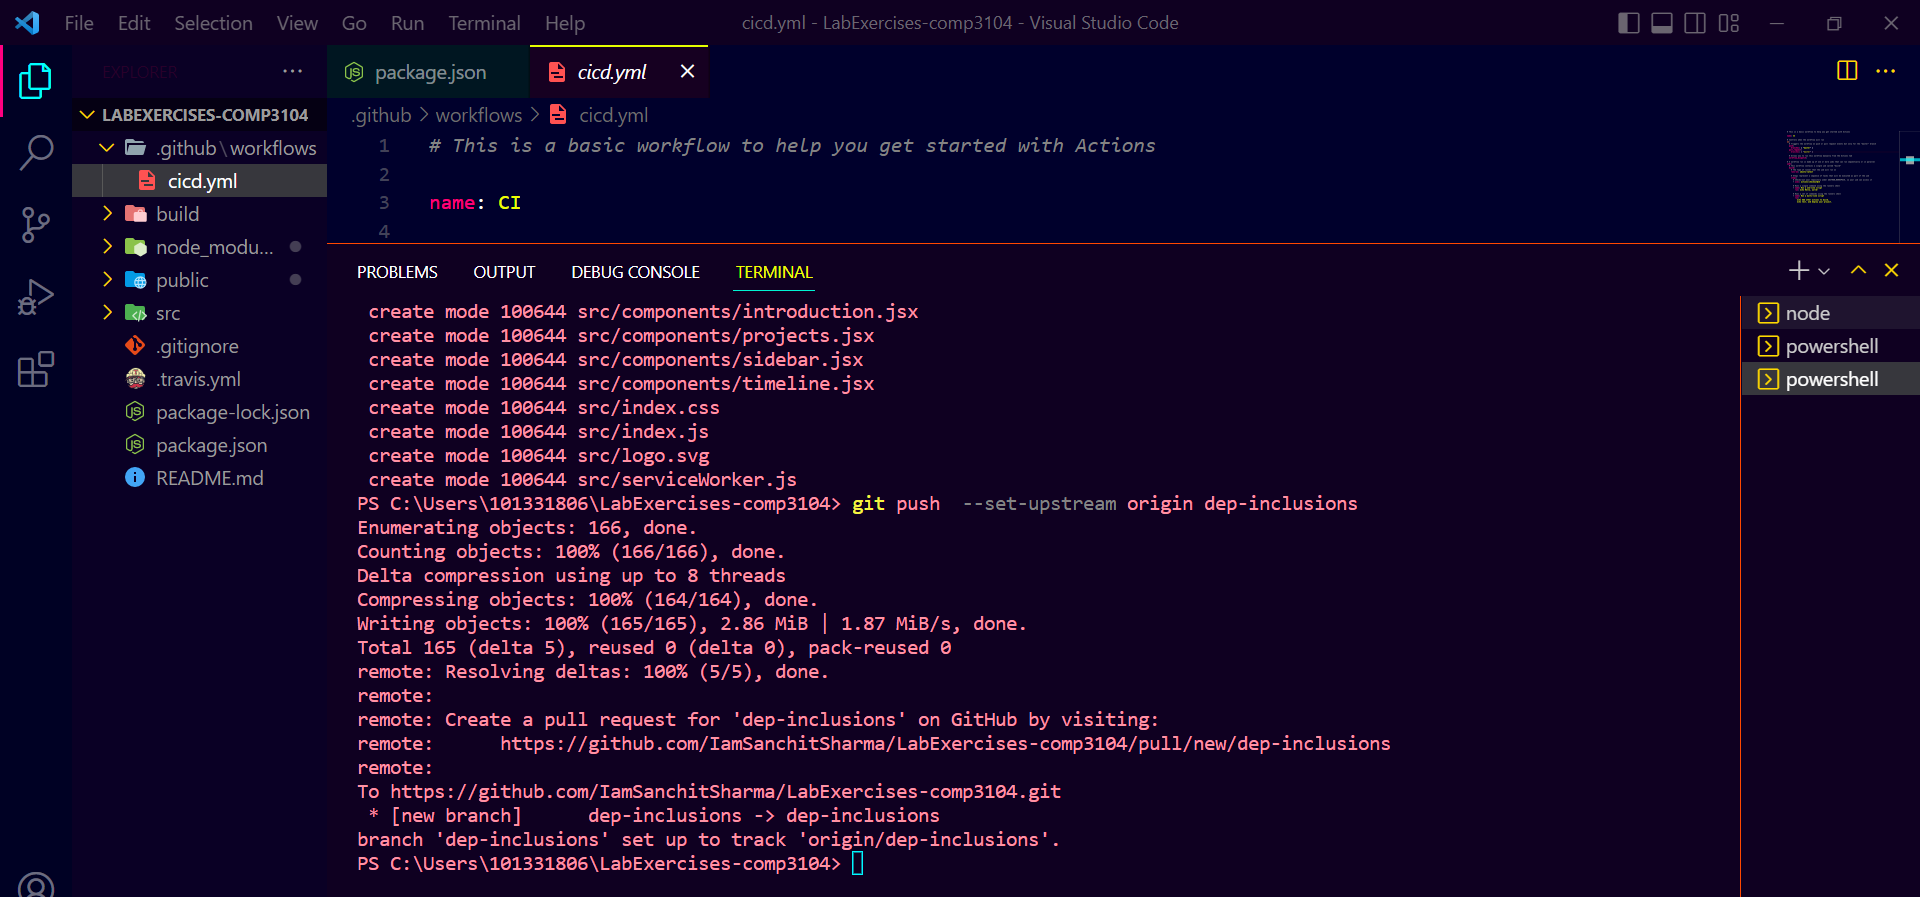 File Edit Selection View Go Run Terminal Help
cicd.yml - LabExercises-comp3104 - Visual Studio Code
EXPLORER
LABEXERCISES-COMP3104
.github\workflows
cicd.yml
build
node_modu...
public
src
.gitignore
.travis.yml
package-lock.json
package.json
README.md
package.json
cicd.yml
.github > workflows > cicd.yml
1 # This is a basic workflow to help you get started with Actions
2
3 name: CI
4
PROBLEMS OUTPUT DEBUG CONSOLE TERMINAL
create mode 100644 src/components/introduction.jsx
create mode 100644 src/components/projects.jsx
create mode 100644 src/components/sidebar.jsx
create mode 100644 src/components/timeline.jsx
create mode 100644 src/index.css
create mode 100644 src/index.js
create mode 100644 src/logo.svg
create mode 100644 src/serviceWorker.js
PS C:\Users\101331806\LabExercises-comp3104> git push  --set-upstream origin dep-inclusions
Enumerating objects: 166, done.
Counting objects: 100% (166/166), done.
Delta compression using up to 8 threads
Compressing objects: 100% (164/164), done.
Writing objects: 100% (165/165), 2.86 MiB | 1.87 MiB/s, done.
Total 165 (delta 5), reused 0 (delta 0), pack-reused 0
remote: Resolving deltas: 100% (5/5), done.
remote:
remote: Create a pull request for 'dep-inclusions' on GitHub by visiting:
remote:      https://github.com/IamSanchitSharma/LabExercises-comp3104/pull/new/dep-inclusions
remote:
To https://github.com/IamSanchitSharma/LabExercises-comp3104.git
* [new branch]      dep-inclusions -> dep-inclusions
branch 'dep-inclusions' set up to track 'origin/dep-inclusions'.
PS C:\Users\101331806\LabExercises-comp3104>
node
powershell
powershell